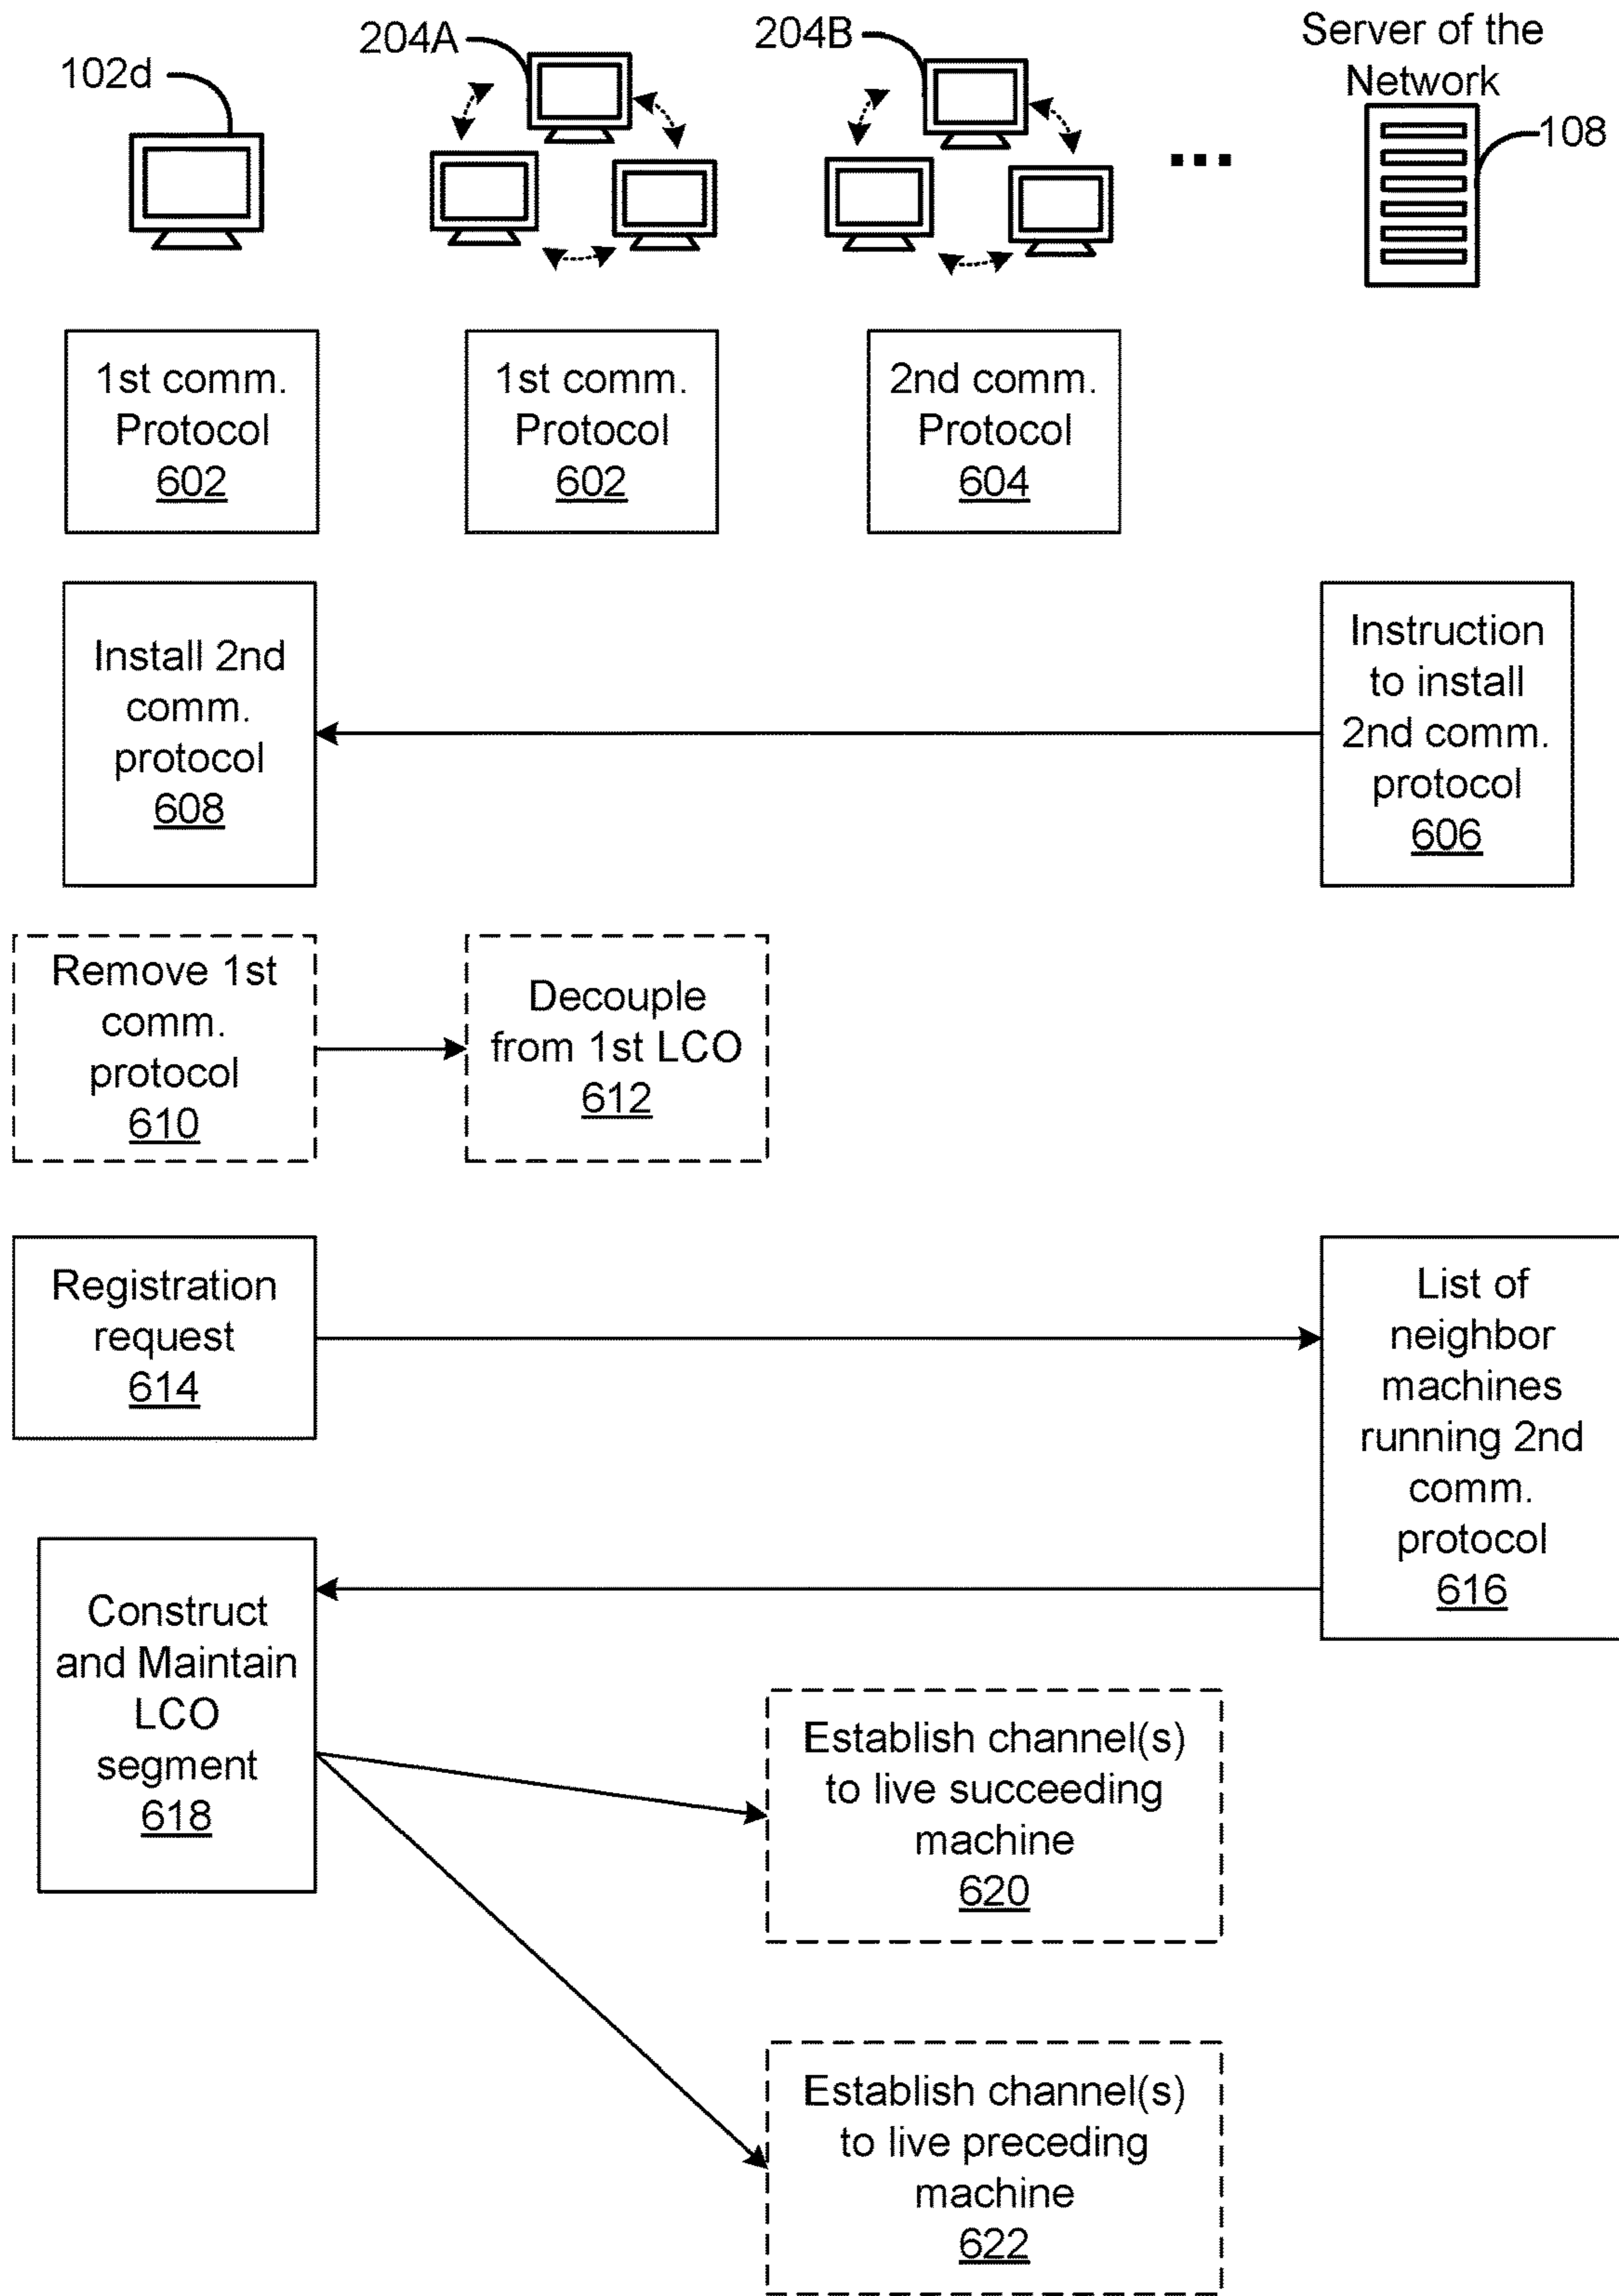 102d
204A
204B
Server of the
Network
108
1st comm.
Protocol
602
1st comm.
Protocol
602
2nd comm.
Protocol
604
Install 2nd
comm.
protocol
608
Instruction
to install
2nd comm.
protocol
606
Remove 1st
comm.
protocol
610
Decouple
from 1st LCO
612
Registration
request
614
List of
neighbor
machines
running 2nd
comm.
protocol
616
Construct
and Maintain
LCO
segment
618
Establish channel(s)
to live succeeding
machine
620
Establish channel(s)
to live preceding
machine
622